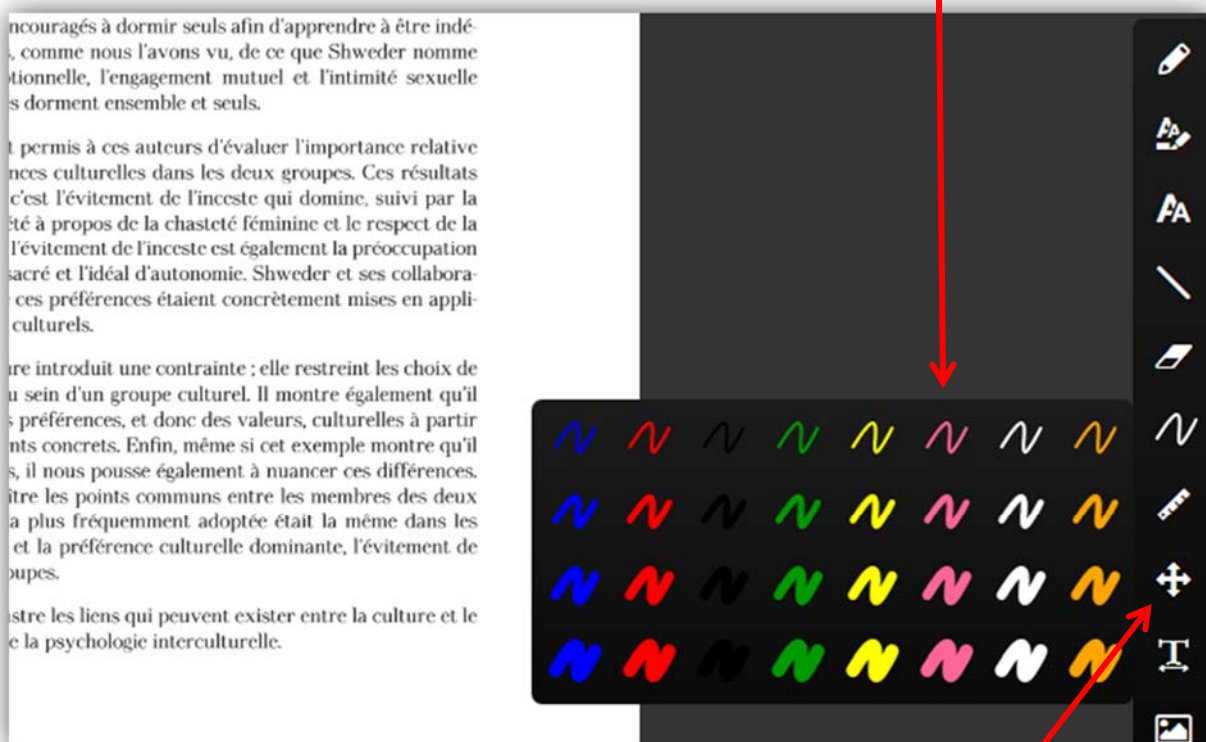 ncouragés à dormir seuls afin d'apprendre à être indé-
, comme nous l'avons vu, de ce que Shweder nomme
tionnelle, l'engagement mutuel et l'intimité sexuelle
s dorment ensemble et seuls.
t permis à ces auteurs d'évaluer l'importance relative
nces culturelles dans les deux groupes. Ces résultats
c'est l'évitement de l'inceste qui domine, suivi par la
été à propos de la chasteté féminine et le respect de la
l'évitement de l'inceste est également la préoccupation
sacré et l'idéal d'autonomie. Shweder et ses collabora-
ces préférences étaient concrètement mises en appli-
culturels.
re introduit une contrainte ; elle restreint les choix de
u sein d'un groupe culturel. Il montre également qu'il
s préférences, et donc des valeurs, culturelles à partir
nts concrets. Enfin, même si cet exemple montre qu'il
s, il nous pousse également à nuancer ces différences.
ître les points communs entre les membres des deux
a plus fréquemment adoptée était la même dans les
et la préférence culturelle dominante, l'évitement de
oupes.
stre les liens qui peuvent exister entre la culture et le
e la psychologie interculturelle.